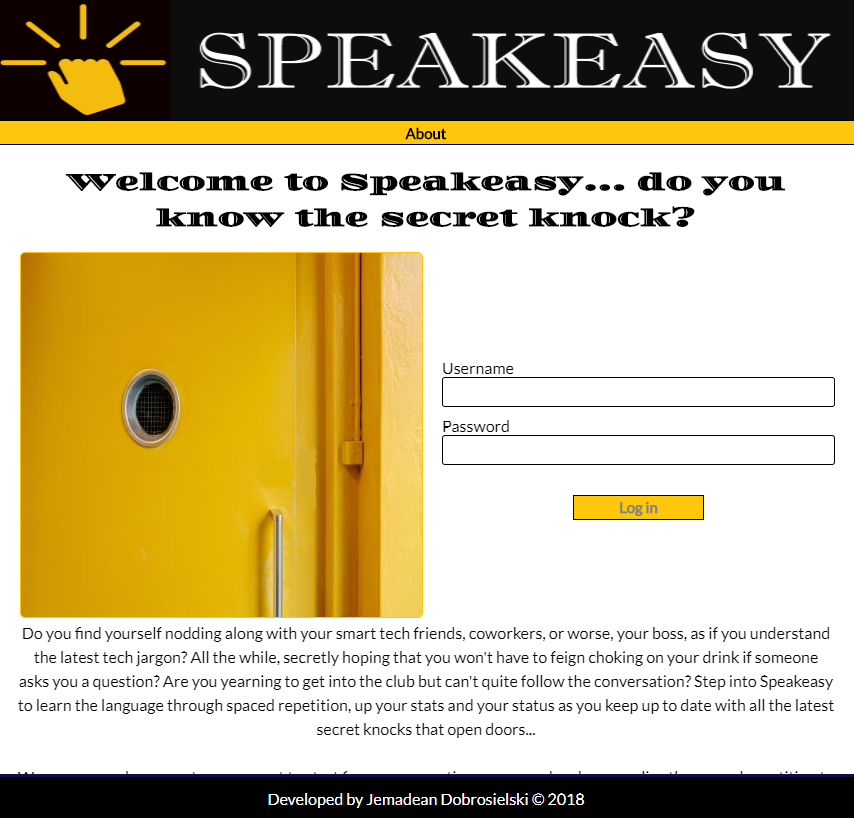 SPEAKEASY
About
Welcome to Speakeasy... do you
know the secret knock?
Username
Password
Log in
Do you find yourself nodding along with your smart tech friends, coworkers, or worse, your boss, as if you understand
the latest tech jargon? All the while, secretly hoping that you won't have to feign choking on your drink if someone
asks you a question? Are you yearning to get into the club but can't quite follow the conversation? Step into Speakeasy
to learn the language through spaced repetition, up your stats and your status as you keep up to date with all the latest
secret knocks that open doors...
Developed by Jemadean Dobrosielski © 2018